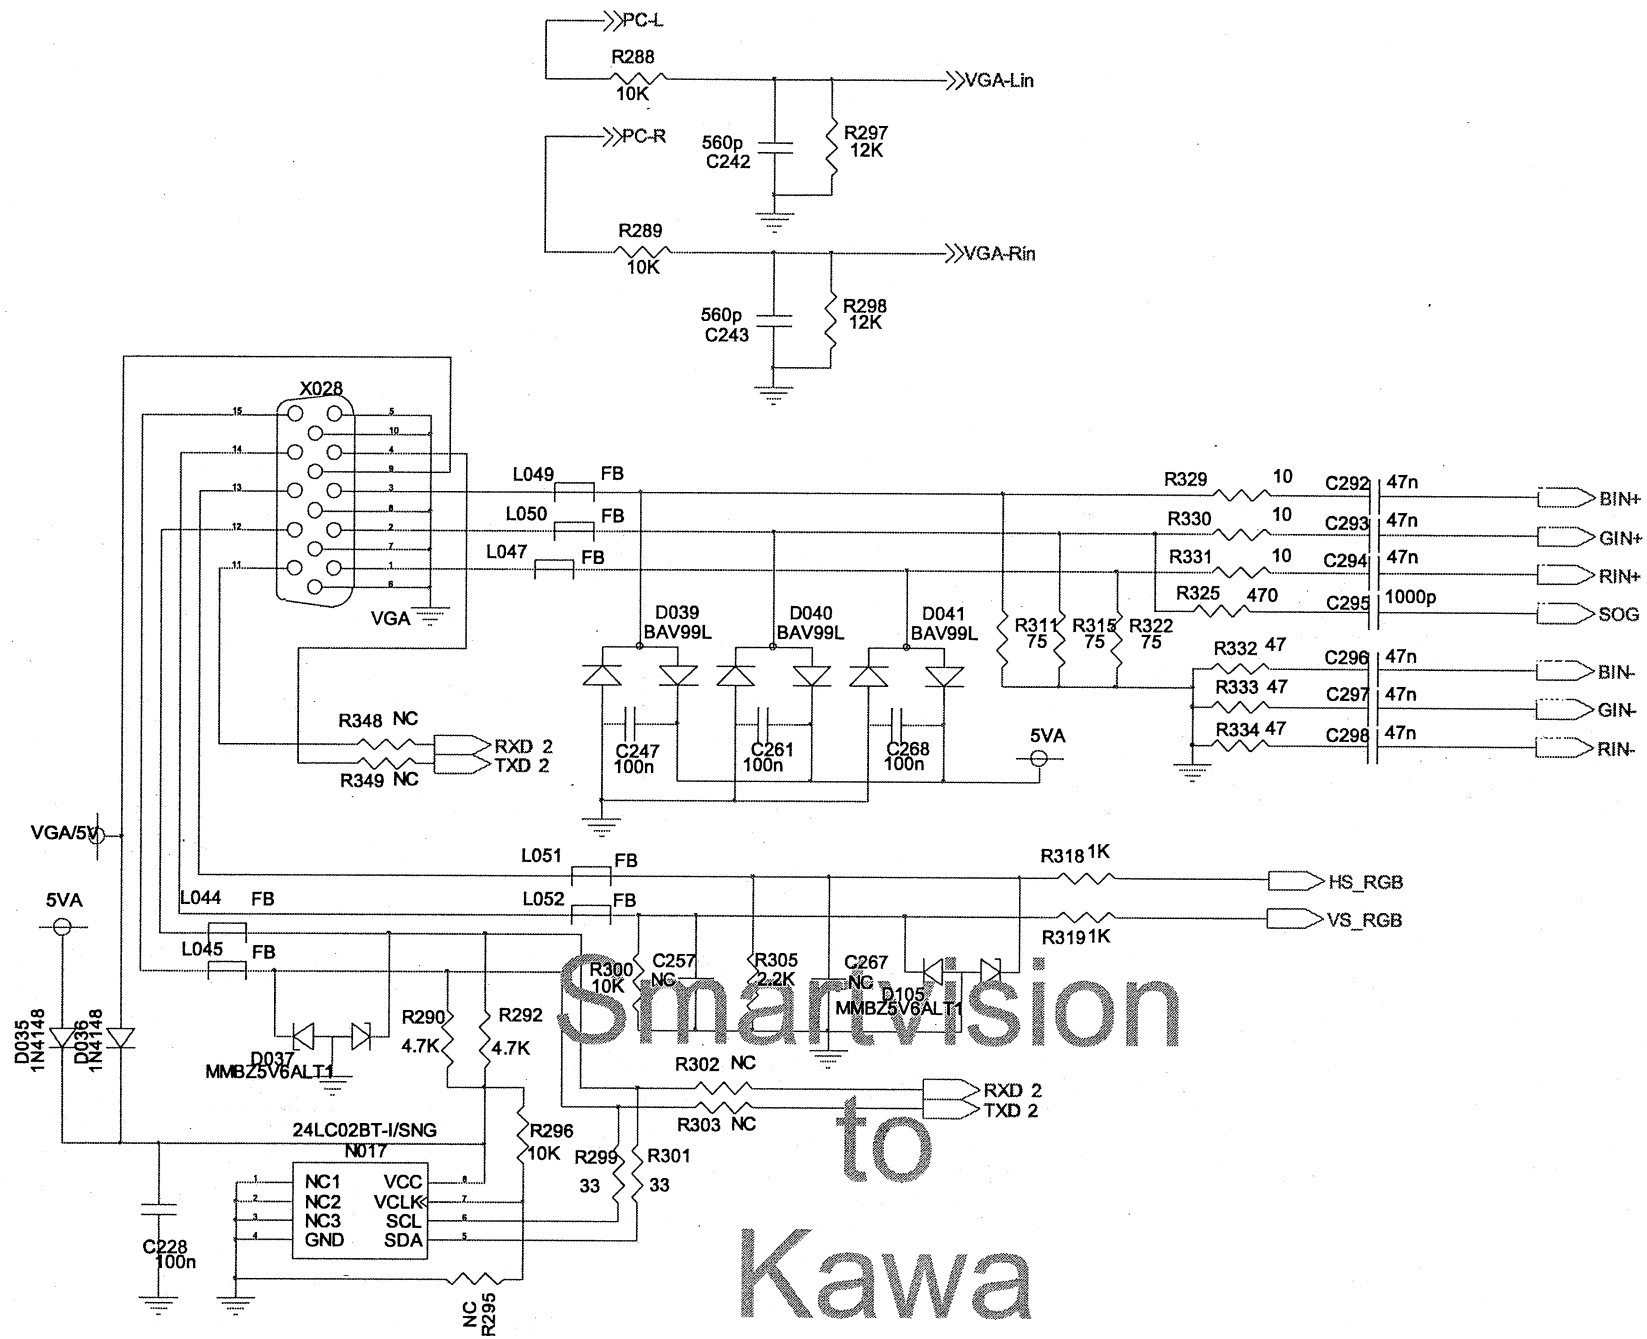 PC-L
R288
10K
VGA-Lin
PC-R
560p
C242
R297
12K
R289
10K
VGA-Rin
560p
C243
R298
12K
X028
15
5
10
14
4
9
13
3
8
12
2
7
11
1
6
VGA
L049 FB
L050 FB
L047 FB
R329 10 C292 47n BIN+
R330 10 C293 47n GIN+
R331 10 C294 47n RIN+
R325 470 C295 1000p SOG
D039
BAV99L
D040
BAV99L
D041
BAV99L
R311
75
R315
75
R322
75
R332 47 C296 47n BIN-
R333 47 C297 47n GIN-
R334 47 C298 47n RIN-
C247
100n
C261
100n
C268
100n
5VA
R348 NC RXD 2
R349 NC TXD 2
VGA/5V
L051 FB
R318 1K HS_RGB
5VA
L044 FB
L052 FB
VS_RGB
R319 1K
L045 FB
R300
10K
C257
NC
R305
2.2K
C267
NC
D105
MMBZ5V6ALT1
D035
1N4148
D036
1N4148
D037
MMBZ5V6ALT1
R290
4.7K
R292
4.7K
R302 NC RXD 2
R303 NC TXD 2
24LC02BT-I/SNG
N017
R296
10K
R299
33
R301
33
1 NC1 VCC 8
2 NC2 VCLK 7
3 NC3 SCL 6
4 GND SDA 5
C228
100n
NC
R295
Smartvision
to
Kawa